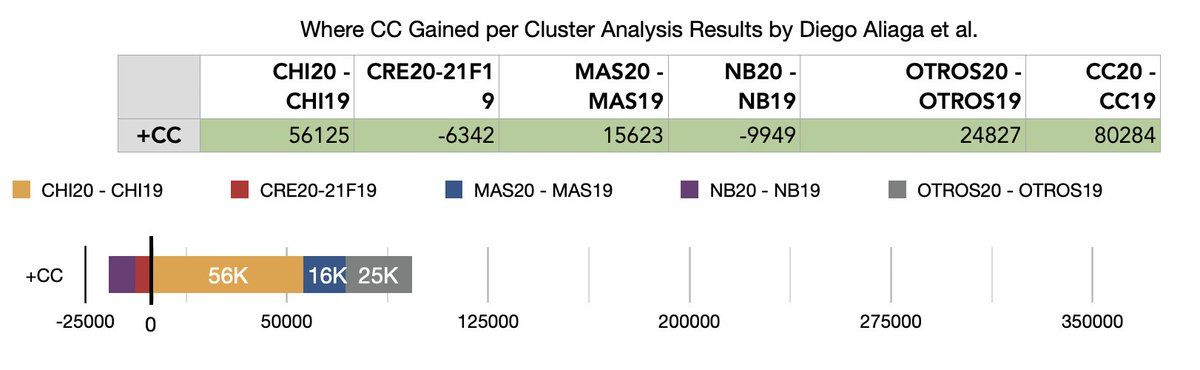 Where CC Gained per Cluster Analysis Results by Diego Aliaga et al.
CHI20 - CRE20-21F1 MAS20 - NB20 - OTROS20 - CC20 -
CHI19 9 MAS19 NB19 OTROS19 CC19
+CC 56125 -6342 15623 -9949 24827 80284
CHI20 - CHI19 CRE20-21F19 MAS20 - MAS19 NB20 - NB19 OTROS20 - OTROS19
+CC 56K 16K 25K
-25000 0 50000 125000 200000 275000 350000